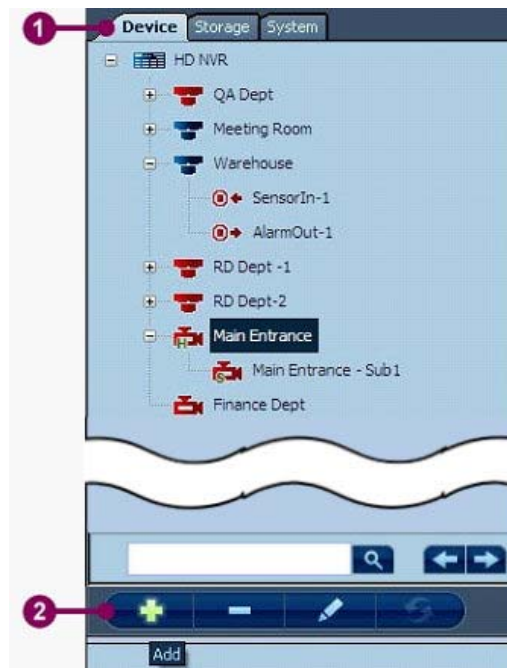 1
Device Storage System
HD NVR
QA Dept
Meeting Room
Warehouse
SensorIn-1
AlarmOut-1
RD Dept -1
RD Dept-2
H Main Entrance
S Main Entrance - Sub1
Finance Dept
2
Add